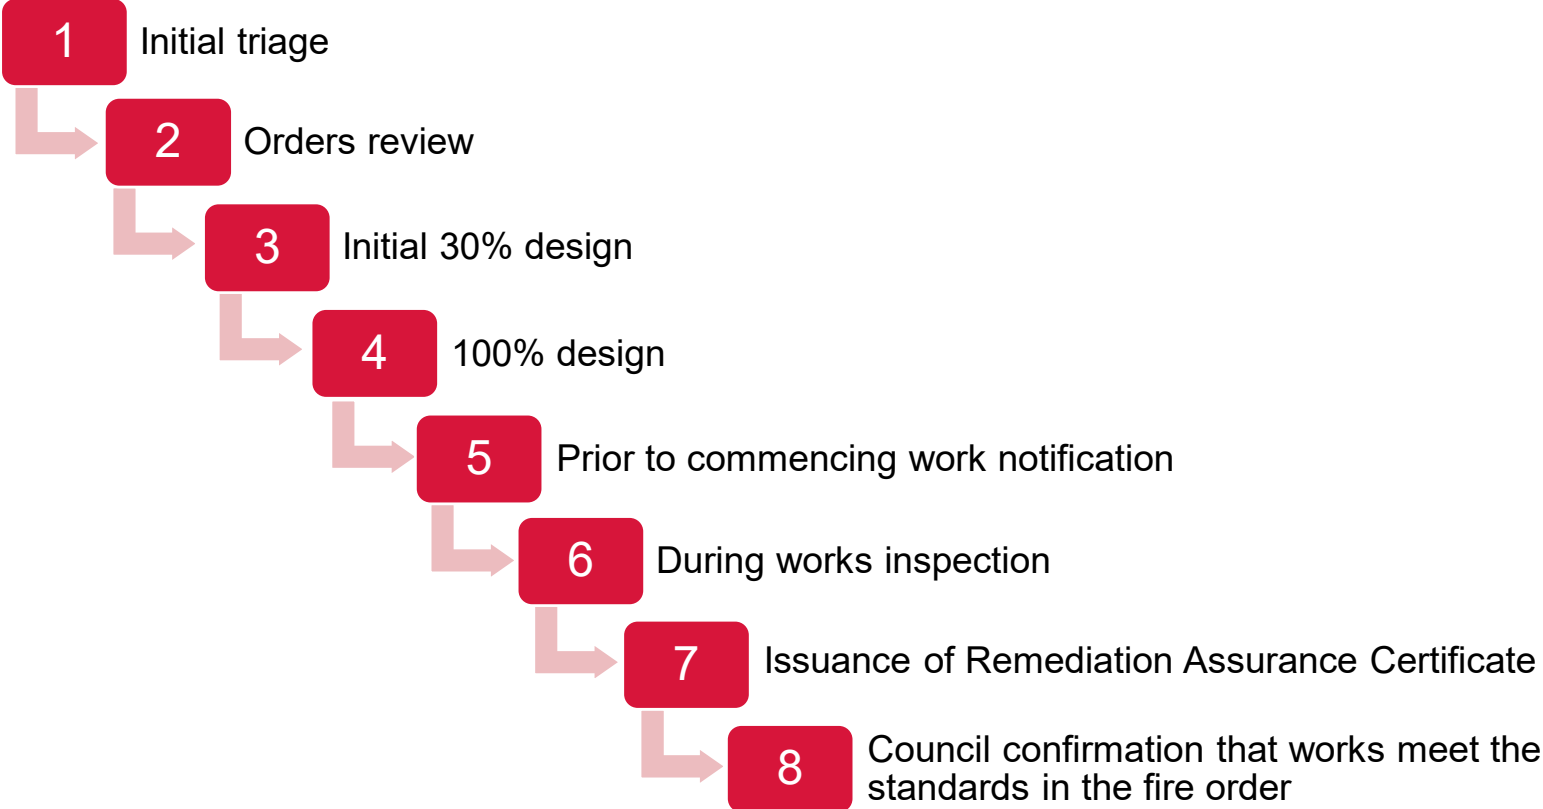 1 Initial triage
2 Orders review
3 Initial 30% design
4 100% design
5 Prior to commencing work notification
6 During works inspection
7 Issuance of Remediation Assurance Certificate
8 Council confirmation that works meet the
standards in the fire order